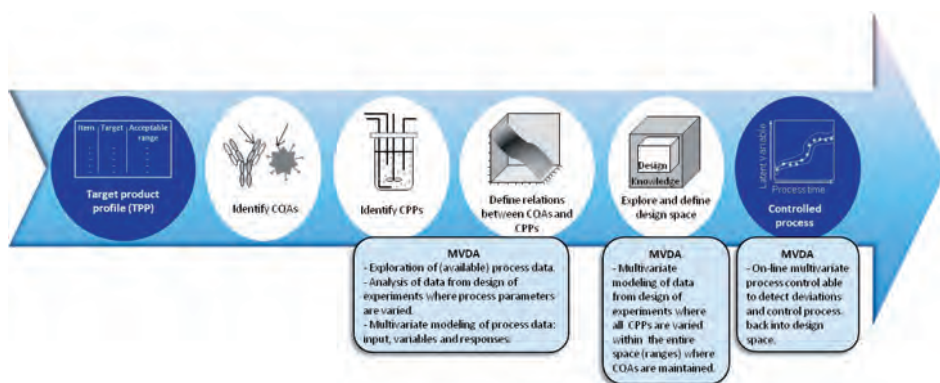 Item Target Acceptable
range
Target product
profile (TPP)
Identify CQAs
Identify CPPs
Define relations
between CQAs and
CPPs
Design
Knowledge
Explore and define
design space
Latent variable
Process time
Controlled
process
MVDA
- Exploration of (available) process data.
- Analysis of data from design of
experiments where process parameters
are varied.
- Multivariate modeling of process data:
input, variables and responses.
MVDA
- Multivariate
modeling of data
from design of
experiments where
all CPPs are varied
within the entire
space (ranges) where
CQAs are maintained.
MVDA
- On-line multivariate
process control able
to detect deviations
and control process
back into design
space.